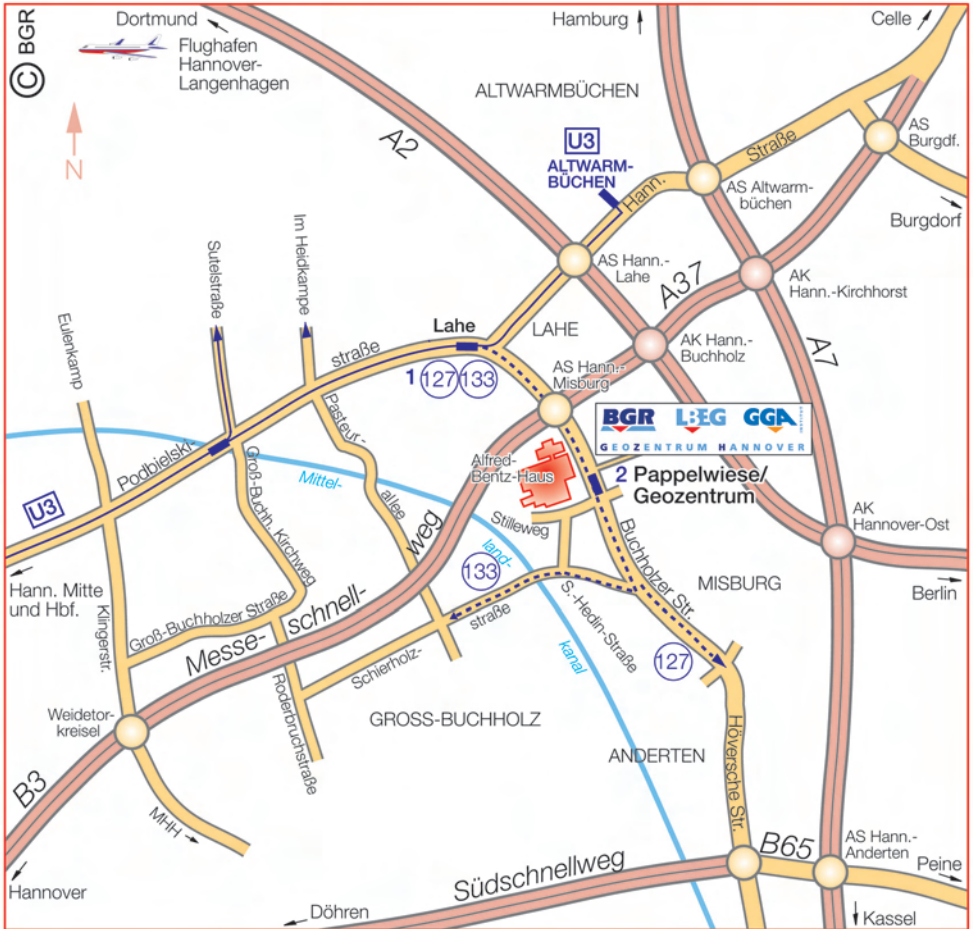 © BGR
Dortmund
Flughafen
Hannover-
Langenhagen
Hamburg
Celle
N
ALTWARMBÜCHEN
A2
U3
ALTWARM-
BÜCHEN
Hann.
Straße
AS
Burgdf.
AS Altwarm-
büchen
Burgdorf
Sutelstraße
Im Heidkampe
Eulenkamp
AS Hann.-
Lahe
A37
AK
Hann.-Kirchhorst
Lahe
LAHE
straße
AK Hann.-
Buchholz
A7
1 127 133
AS Hann.-
Misburg
Pasteur-
allee
BGR LBEG GGA
INSTITUT
GEOZENTRUM HANNOVER
Podbielski-
Groß-Buchh. Kirchweg
Mittel-
land-
kanal
Alfred-
Bentz-Haus
2 Pappelwiese/
Geozentrum
U3
Stilleweg
weg
AK
Hannover-Ost
Hann. Mitte
und Hbf.
Klingerstr.
133
Buchholzer Str.
MISBURG
Berlin
Groß-Buchholzer Straße
Messe-
schnell-
straße
Schierholz-
S.-Hedin-Straße
127
Weidetor-
kreisel
Roderbruchstraße
GROSS-BUCHHOLZ
ANDERTEN
Höversche Str.
B3
MHH
B65
AS Hann.-
Anderten
Peine
Südschnellweg
Hannover
Döhren
Kassel